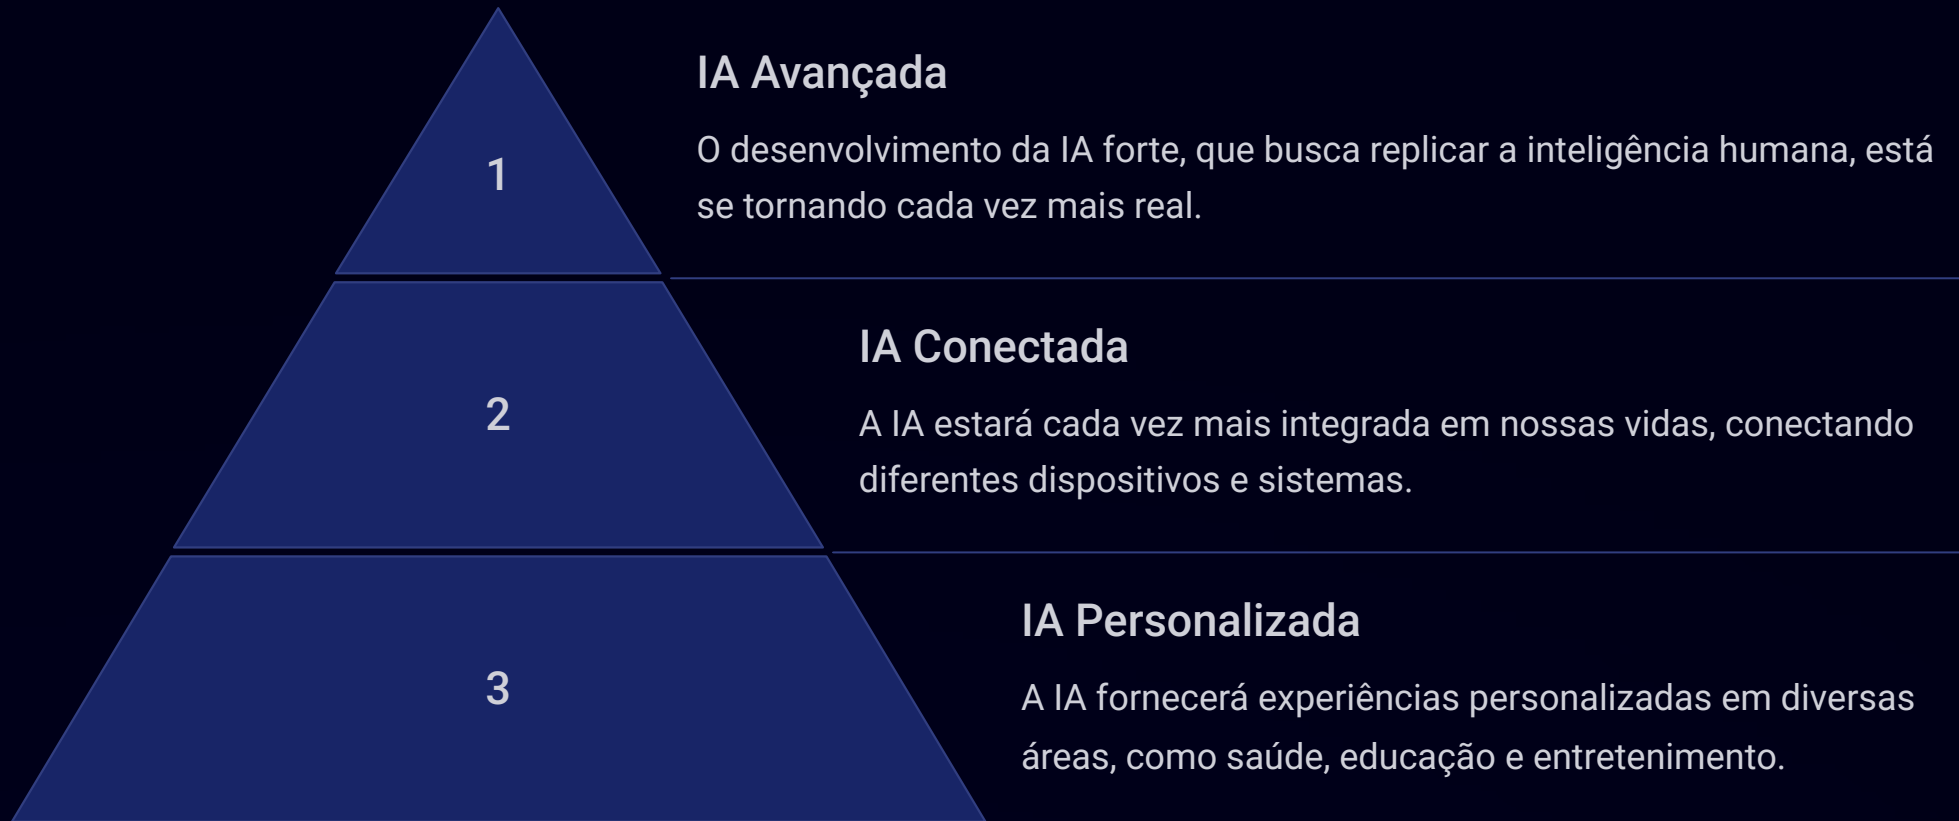 1
IA Avançada
O desenvolvimento da IA forte, que busca replicar a inteligência humana, está
se tornando cada vez mais real.
2
IA Conectada
A IA estará cada vez mais integrada em nossas vidas, conectando
diferentes dispositivos e sistemas.
3
IA Personalizada
A IA fornecerá experiências personalizadas em diversas
áreas, como saúde, educação e entretenimento.